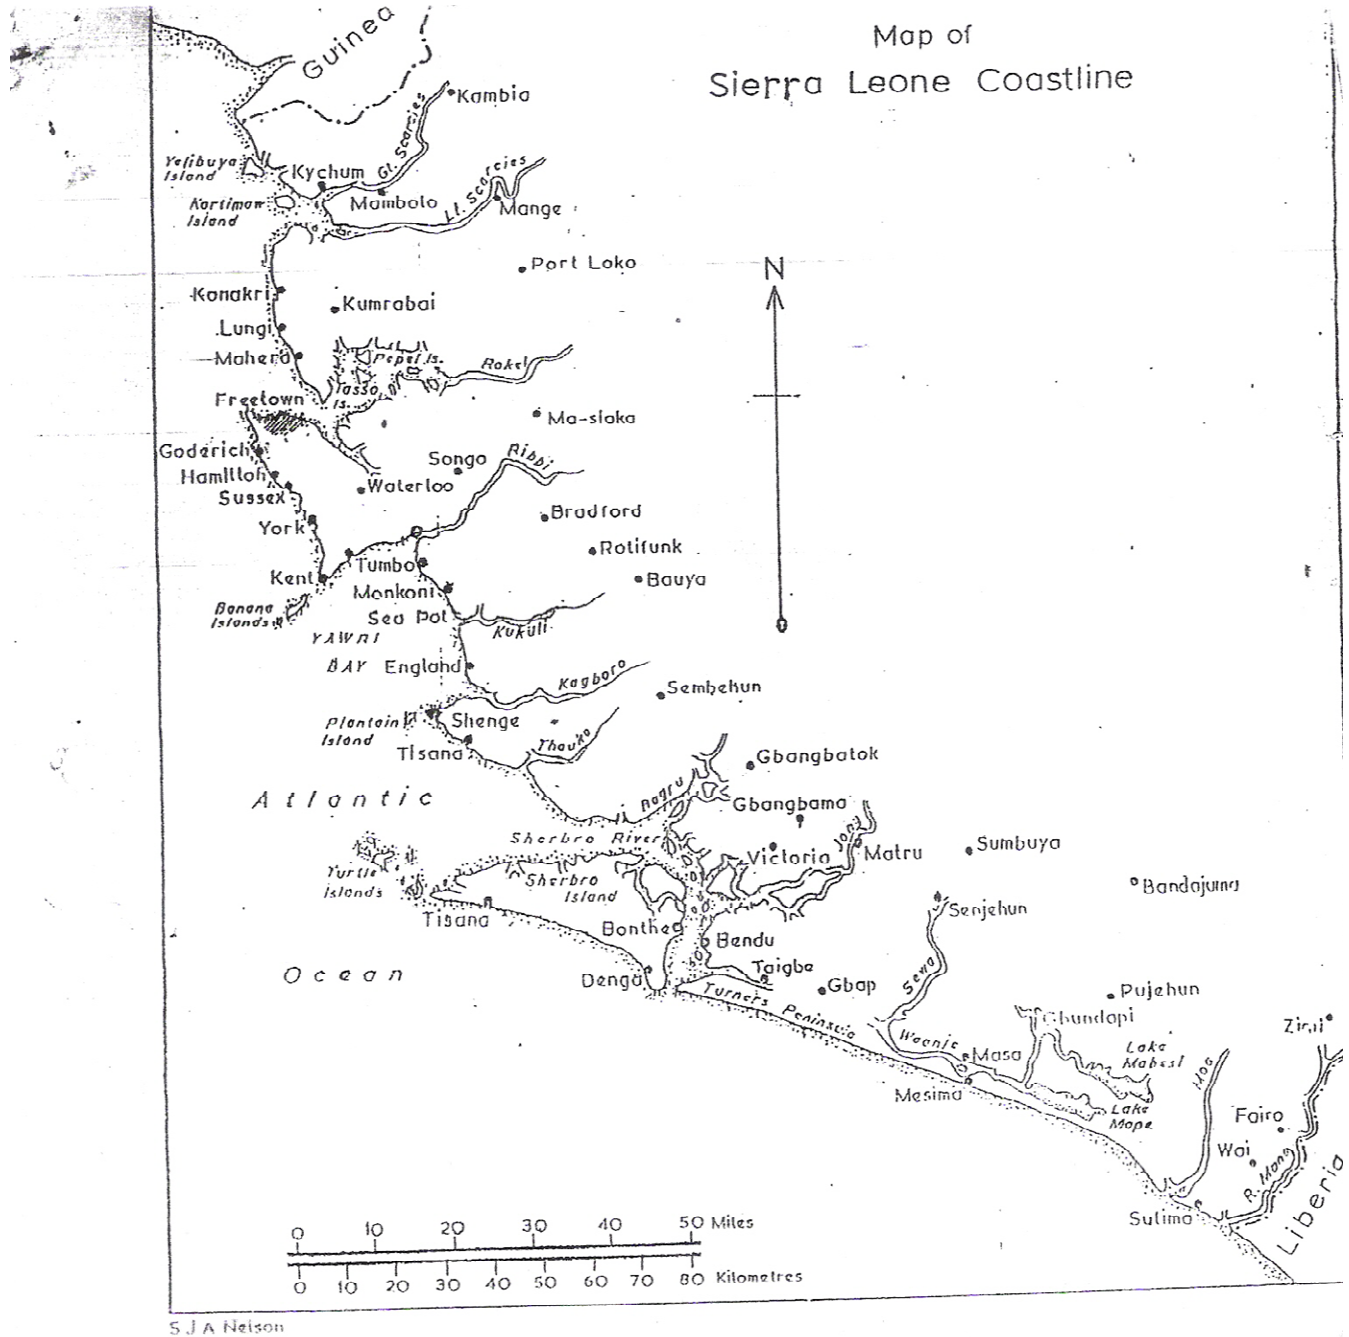 Map of
Sierra Leone Coastline
Guinea
Kambia
Gt. Scarcies
Yelibuya
Island
Kychum
Mambolo
Lt. Scarcies
Mange
Kortimaw
Island
Port Loko
N
Konakri
Kumrabai
Lungi
Mahera
Pepel Is.
Rokel
Tasso
Is.
Freetown
Ma-siaka
Goderich
Hamilton
Songo
Ribbi
Sussex
Waterloo
York
Bradford
Rotifunk
Tumbo
Kent
Bauya
Monkoni
Banana
Islands
Sea Pot
Kukuli
YAWRI
BAY
England
Kagboro
Sembehun
Plantain
Island
Shenge
Tisana
Thauka
Gbangbatok
Bagru
Atlantic
Gbangbama
Sherbro River
Jong
Victoria
Matru
Sumbuya
Turtle
Islands
Sherbro
Island
Bandajuma
Tisana
Senjehun
Bonthe
Bendu
Ocean
Denga
Taigbe
Gbap
Sewa
Pujehun
Turners Peninsula
Gbundapi
Waanje
Masa
Lake
Mabesi
Zimi
Mesima
Moa
Lake
Mape
Fairo
Wai
R. Mano
Liberia
Sulima
0 10 20 30 40 50 Miles
0 10 20 30 40 50 60 70 80 Kilometres
S J A Nelson